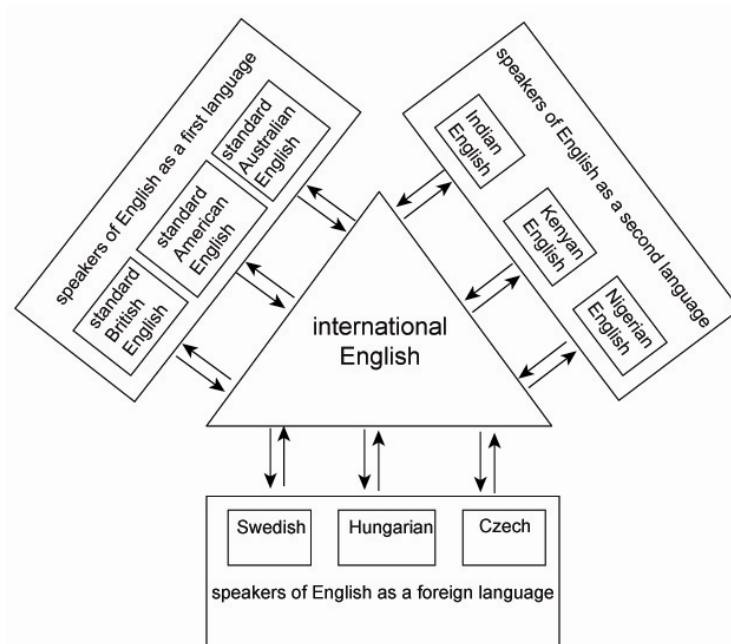 speakers of English as a first language
standard
Australian
English
standard
American
English
standard
British
English
speakers of English as a second language
Indian
English
Kenyan
English
Nigerian
English
international
English
Swedish
Hungarian
Czech
speakers of English as a foreign language